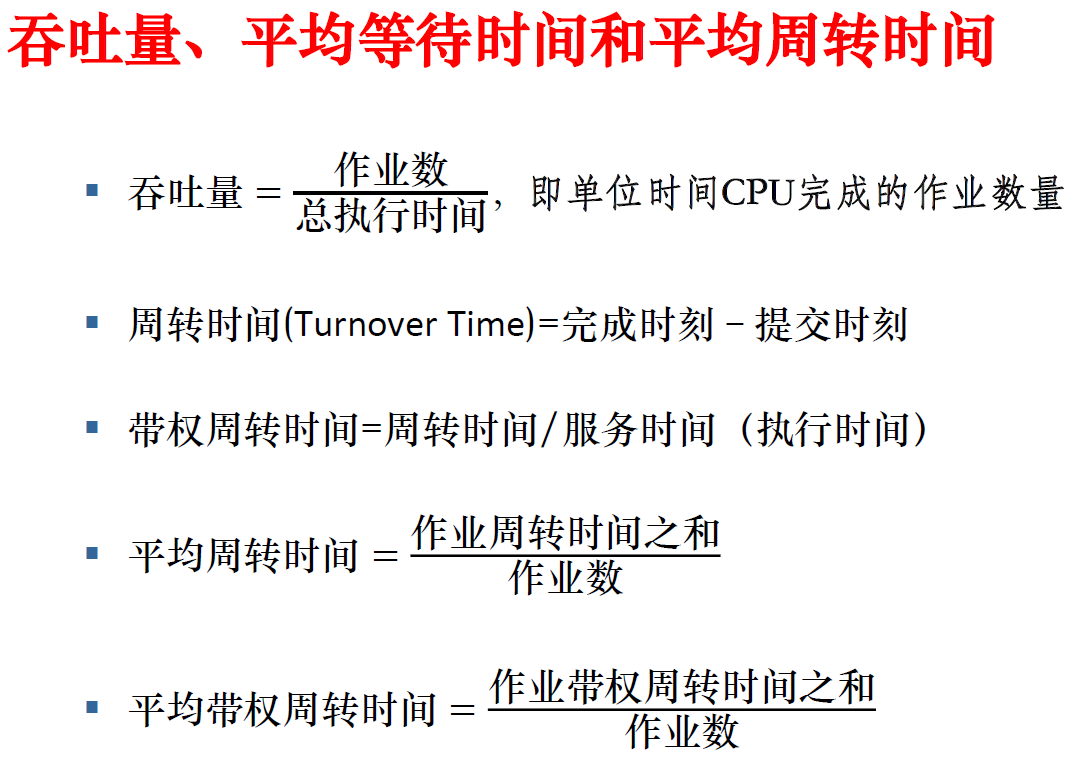 吞吐量、平均等待时间和平均周转时间
▪ 吞吐量 = 作业数/总执行时间, 即单位时间CPU完成的作业数量
▪ 周转时间(Turnover Time)=完成时刻 – 提交时刻
▪ 带权周转时间=周转时间/服务时间（执行时间）
▪ 平均周转时间 = 作业周转时间之和/作业数
▪ 平均带权周转时间 = 作业带权周转时间之和/作业数